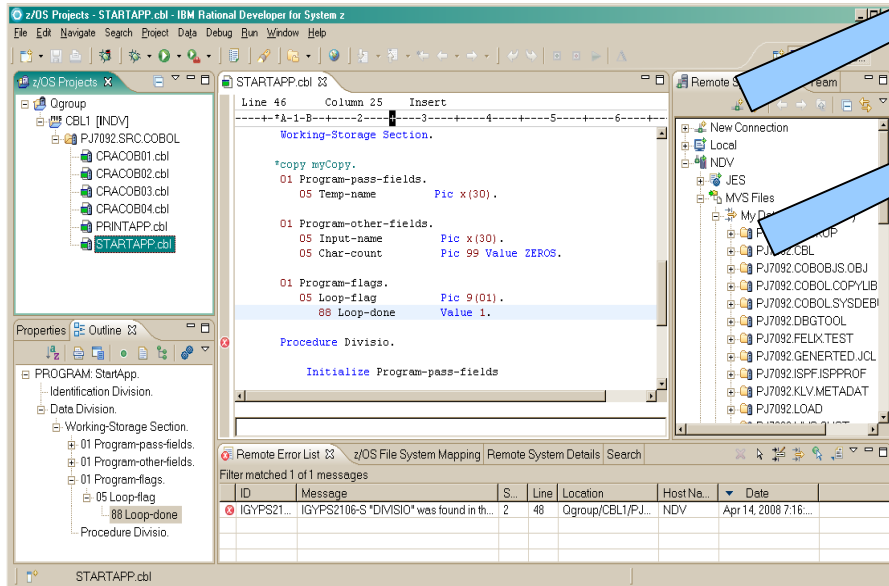 z/OS Projects - STARTAPP.cbl - IBM Rational Developer for System z
File Edit Navigate Search Project Data Debug Run Window Help
z/OS Projects
Qgroup
CBL1 [INDV]
PJ7092.SRC.COBOL
CRACOB01.cbl
CRACOB02.cbl
CRACOB03.cbl
CRACOB04.cbl
PRINTAPP.cbl
STARTAPP.cbl
Properties Outline
PROGRAM: StartApp.
Identification Division.
Data Division.
Working-Storage Section.
01 Program-pass-fields.
01 Program-other-fields.
01 Program-flags.
05 Loop-flag
88 Loop-done
Procedure Divisio.
STARTAPP.cbl
Line 46 Column 25 Insert
----+-*A-1-B--+----2----+----3----+----4----+----5----+----6----+--
Working-Storage Section.
*copy myCopy.
01 Program-pass-fields.
05 Temp-name Pic x(30).
01 Program-other-fields.
05 Input-name Pic x(30).
05 Char-count Pic 99 Value ZEROS.
01 Program-flags.
05 Loop-flag Pic 9(01).
88 Loop-done Value 1.
Procedure Divisio.
Initialize Program-pass-fields
Remote S eam
New Connection
Local
NDV
JES
MVS Files
My Da
PJ7092.CBL
PJ7092.COBOBJS.OBJ
PJ7092.COBOL.COPYLIB
PJ7092.COBOL.SYSDEB
PJ7092.DBGTOOL
PJ7092.FELIX.TEST
PJ7092.GENERTED.JCL
PJ7092.ISPF.ISPPROF
PJ7092.KLV.METADAT
PJ7092.LOAD
Remote Error List z/OS File System Mapping Remote System Details Search
Filter matched 1 of 1 messages
ID Message S... Line Location Host Na... Date
IGYPS21... IGYPS2106-S "DIVISIO" was found in th... 2 48 Qgroup/CBL1/PJ... NDV Apr 14, 2008 7:16:...
STARTAPP.cbl